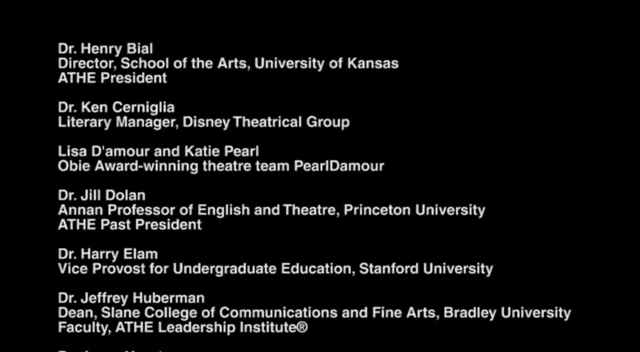 Dr. Henry Bial
Director, School of the Arts, University of Kansas
ATHE President
Dr. Ken Cerniglia
Literary Manager, Disney Theatrical Group
Lisa D'amour and Katie Pearl
Obie Award-winning theatre team PearlDamour
Dr. Jill Dolan
Annan Professor of English and Theatre, Princeton University
ATHE Past President
Dr. Harry Elam
Vice Provost for Undergraduate Education, Stanford University
Dr. Jeffrey Huberman
Dean, Slane College of Communications and Fine Arts, Bradley University
Faculty, ATHE Leadership Institute®